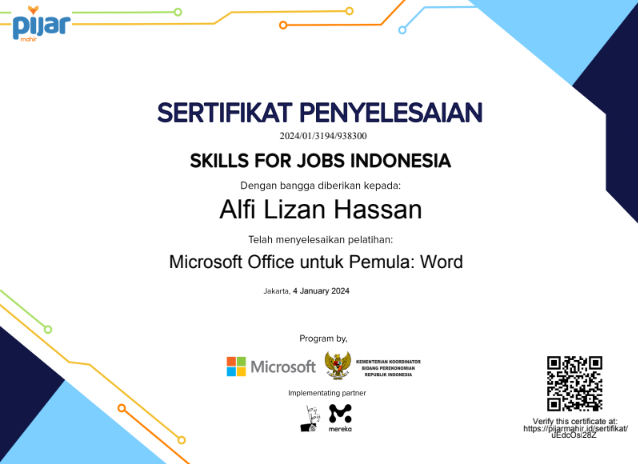 pijar
mahir
SERTIFIKAT PENYELESAIAN
2024/01/3194/938300
SKILLS FOR JOBS INDONESIA
Dengan bangga diberikan kepada:
Alfi Lizan Hassan
Telah menyelesaikan pelatihan:
Microsoft Office untuk Pemula: Word
Jakarta, 4 January 2024
Program by,
Microsoft
KEMENTERIAN KOORDINATOR
BIDANG PEREKONOMIAN
REPUBLIK INDONESIA
Implementating partner
mereka
Verify this certificate at:
https://pijarmahir.id/sertifikat/
uEdcOsi28Z